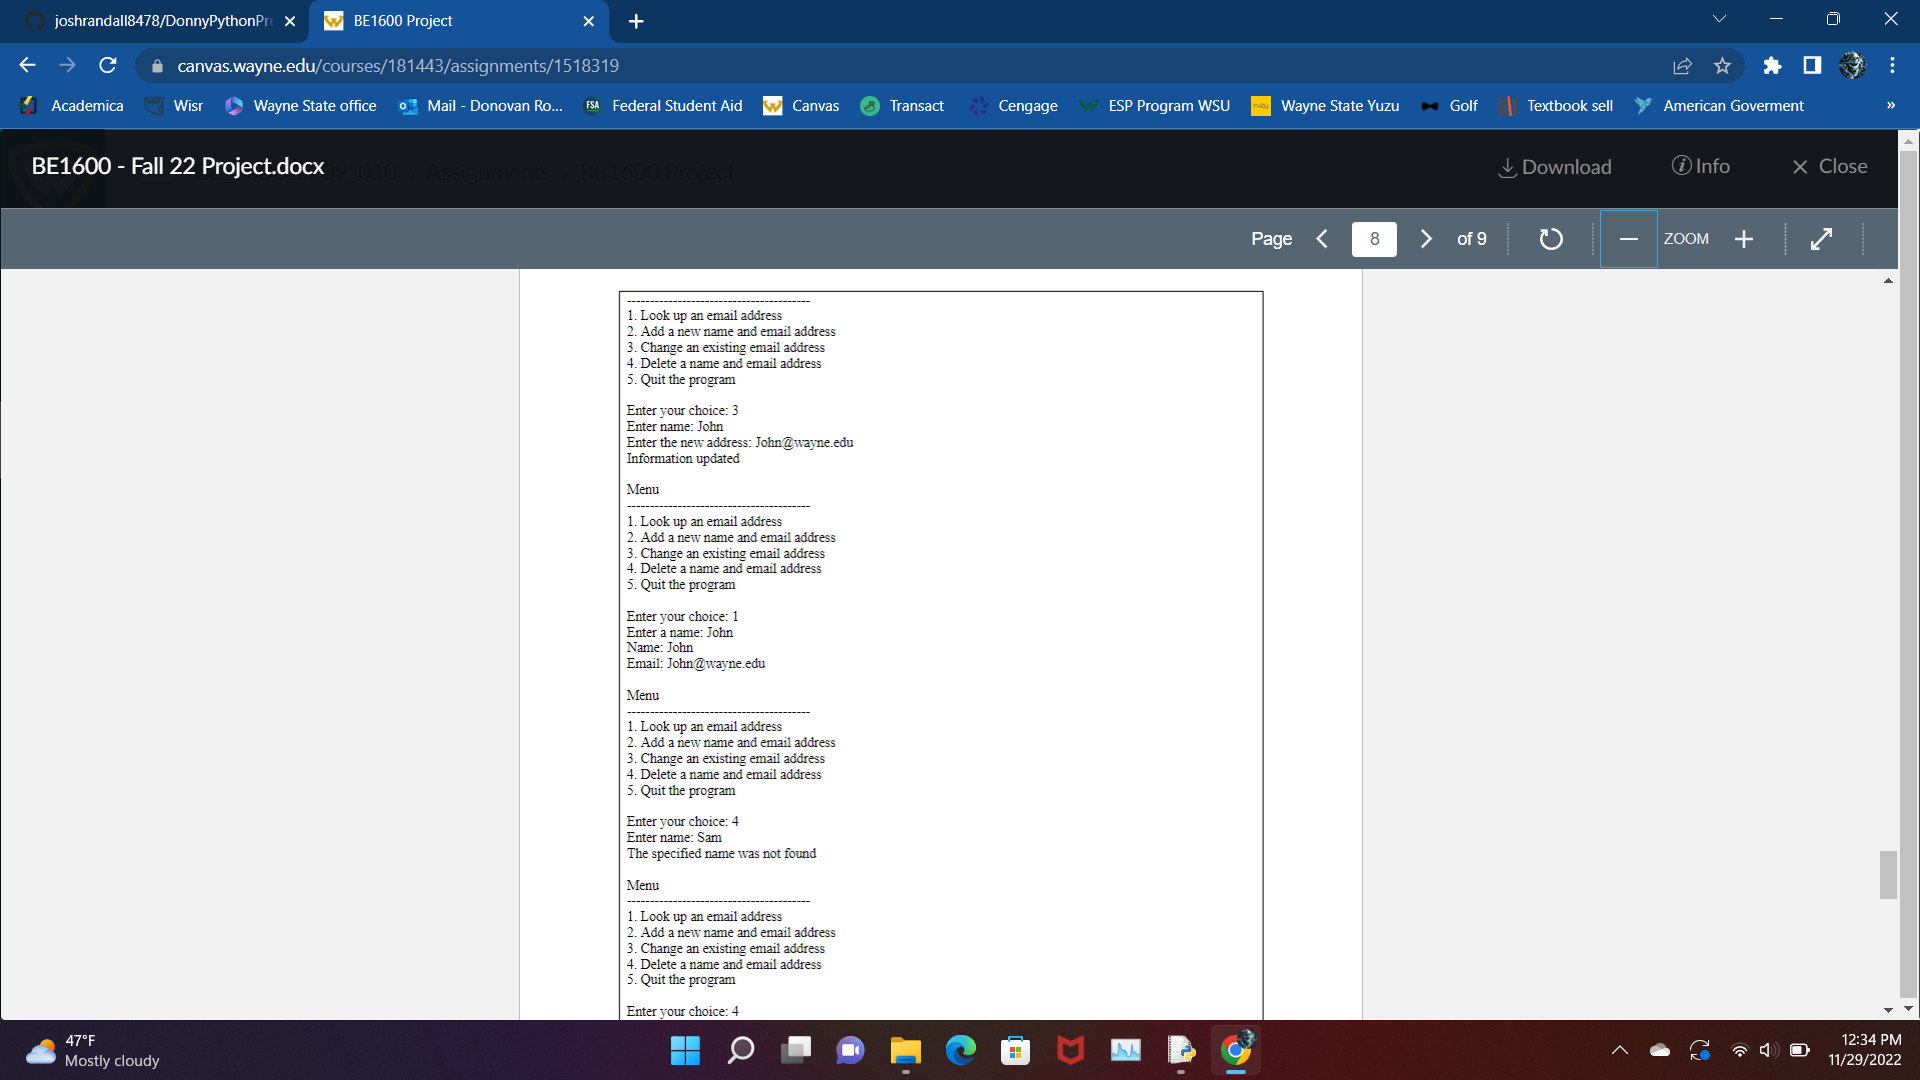 joshrandall8478/DonnyPythonPr
BE1600 Project
canvas.wayne.edu/courses/181443/assignments/1518319
Academica
Wisr
Wayne State office
Mail - Donovan Ro...
FSA
Federal Student Aid
Canvas
Transact
Cengage
ESP Program WSU
Wayne State Yuzu
Golf
Textbook sell
American Goverment
»
BE1600 - Fall 22 Project.docx
Assignments
BE1600 Project
Download
Info
Close
Page
8
of 9
ZOOM
----------------------------------------
1. Look up an email address
2. Add a new name and email address
3. Change an existing email address
4. Delete a name and email address
5. Quit the program
Enter your choice: 3
Enter name: John
Enter the new address: John@wayne.edu
Information updated
Menu
----------------------------------------
1. Look up an email address
2. Add a new name and email address
3. Change an existing email address
4. Delete a name and email address
5. Quit the program
Enter your choice: 1
Enter a name: John
Name: John
Email: John@wayne.edu
Menu
----------------------------------------
1. Look up an email address
2. Add a new name and email address
3. Change an existing email address
4. Delete a name and email address
5. Quit the program
Enter your choice: 4
Enter name: Sam
The specified name was not found
Menu
----------------------------------------
1. Look up an email address
2. Add a new name and email address
3. Change an existing email address
4. Delete a name and email address
5. Quit the program
Enter your choice: 4
47°F
Mostly cloudy
12:34 PM
11/29/2022